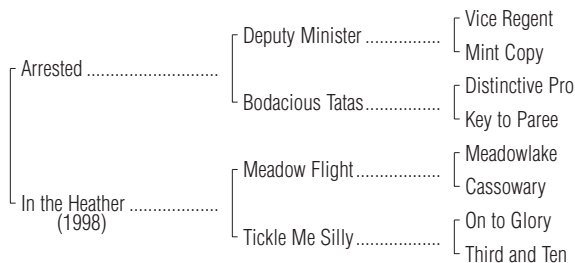 Vice Regent
Deputy Minister ................
Mint Copy
Arrested ............................
Distinctive Pro
Bodacious Tatas................
Key to Paree
Meadowlake
Meadow Flight..................
Cassowary
In the Heather ...................
(1998)
On to Glory
Tickle Me Silly..................
Third and Ten